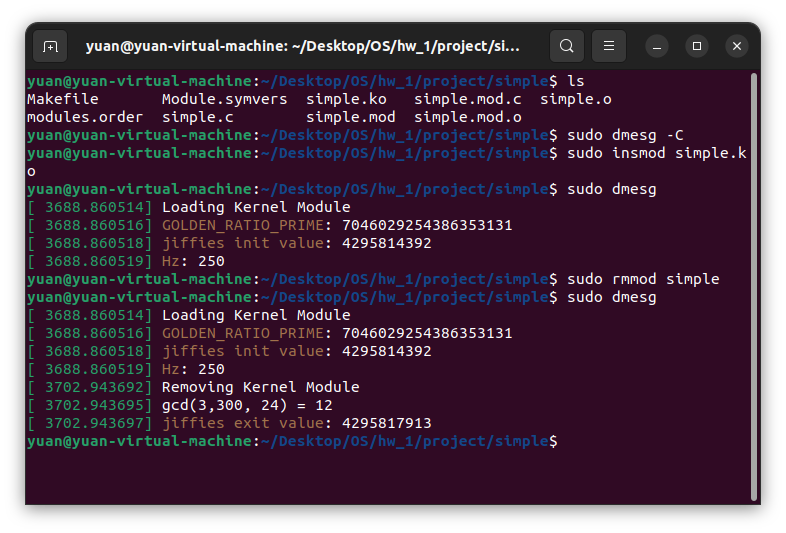 yuan@yuan-virtual-machine: ~/Desktop/OS/hw_1/project/si...
yuan@yuan-virtual-machine:~/Desktop/OS/hw_1/project/simple$ ls
Makefile       Module.symvers  simple.ko   simple.mod.c  simple.o
modules.order  simple.c        simple.mod  simple.mod.o
yuan@yuan-virtual-machine:~/Desktop/OS/hw_1/project/simple$ sudo dmesg -C
yuan@yuan-virtual-machine:~/Desktop/OS/hw_1/project/simple$ sudo insmod simple.k
o
yuan@yuan-virtual-machine:~/Desktop/OS/hw_1/project/simple$ sudo dmesg
[ 3688.860514] Loading Kernel Module
[ 3688.860516] GOLDEN_RATIO_PRIME: 7046029254386353131
[ 3688.860518] jiffies init value: 4295814392
[ 3688.860519] Hz: 250
yuan@yuan-virtual-machine:~/Desktop/OS/hw_1/project/simple$ sudo rmmod simple
yuan@yuan-virtual-machine:~/Desktop/OS/hw_1/project/simple$ sudo dmesg
[ 3688.860514] Loading Kernel Module
[ 3688.860516] GOLDEN_RATIO_PRIME: 7046029254386353131
[ 3688.860518] jiffies init value: 4295814392
[ 3688.860519] Hz: 250
[ 3702.943692] Removing Kernel Module
[ 3702.943695] gcd(3,300, 24) = 12
[ 3702.943697] jiffies exit value: 4295817913
yuan@yuan-virtual-machine:~/Desktop/OS/hw_1/project/simple$